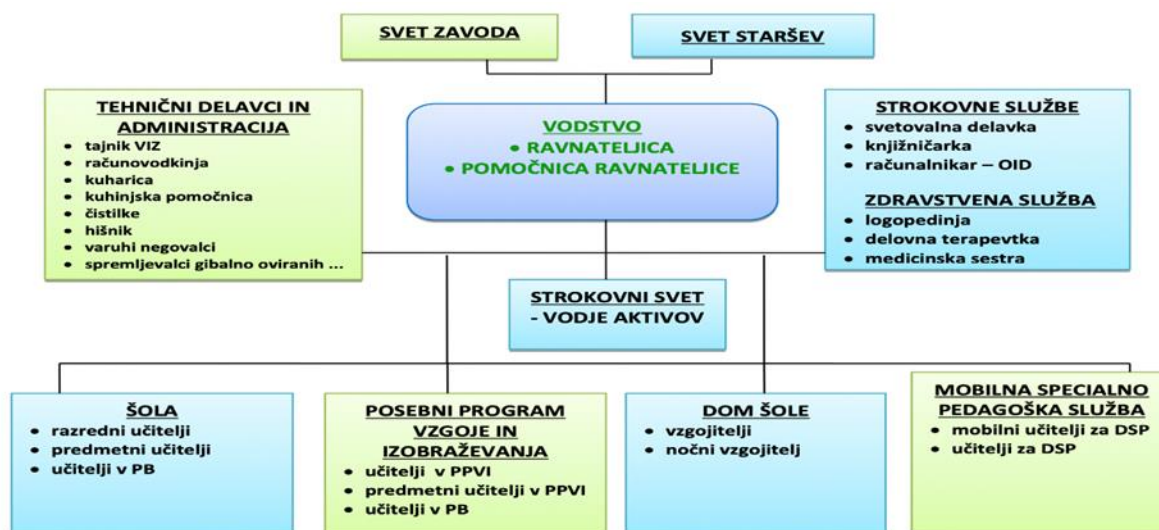 SVET ZAVODA
SVET STARŠEV
TEHNIČNI DELAVCI IN
ADMINISTRACIJA
• tajnik VIZ
• računovodkinja
• kuharica
• kuhinjska pomočnica
• čistilke
• hišnik
• varuhi negovalci
• spremljevalci gibalno oviranih ...
VODSTVO
• RAVNATELJICA
• POMOČNICA RAVNATELJICE
STROKOVNE SLUŽBE
• svetovalna delavka
• knjižničarka
• računalnikar – OID
ZDRAVSTVENA SLUŽBA
• logopedinja
• delovna terapevtka
• medicinska sestra
STROKOVNI SVET
- VODJE AKTIVOV
ŠOLA
• razredni učitelji
• predmetni učitelji
• učitelji v PB
POSEBNI PROGRAM
VZGOJE IN
IZOBRAŽEVANJA
• učitelji v PPVI
• predmetni učitelji v PPVI
• učitelji v PB
DOM ŠOLE
• vzgojitelji
• nočni vzgojitelj
MOBILNA SPECIALNO
PEDAGOŠKA SLUŽBA
• mobilni učitelji za DSP
• učitelji za DSP